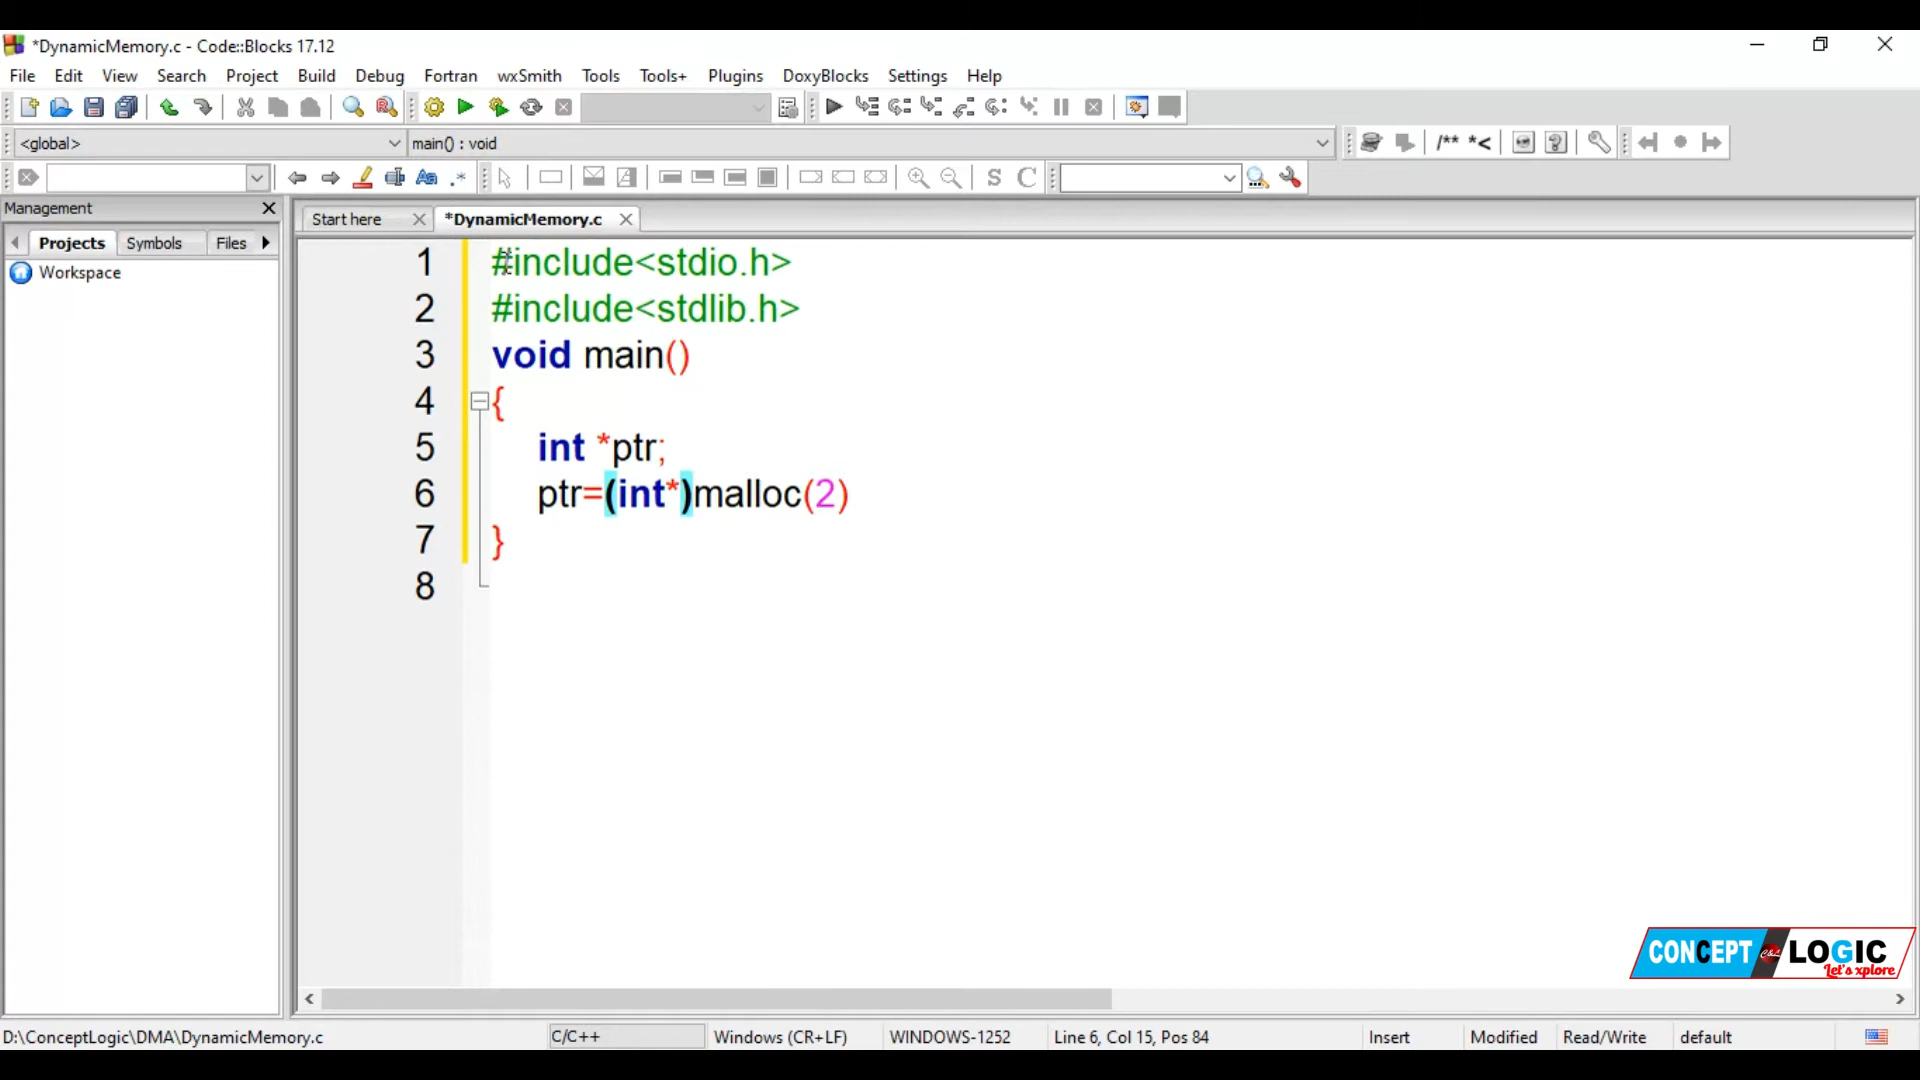 *DynamicMemory.c - Code::Blocks 17.12
File Edit View Search Project Build Debug Fortran wxSmith Tools Tools+ Plugins DoxyBlocks Settings Help
<global> main() : void
/** *<
S C
Management
Projects Symbols Files
Workspace
Start here *DynamicMemory.c
1 #include<stdio.h>
2 #include<stdlib.h>
3 void main()
4 {
5 int *ptr;
6 ptr=(int*)malloc(2)
7 }
8
CONCEPT C&L LOGIC
Let's xplore
D:\ConceptLogic\DMA\DynamicMemory.c C/C++ Windows (CR+LF) WINDOWS-1252 Line 6, Col 15, Pos 84 Insert Modified Read/Write default